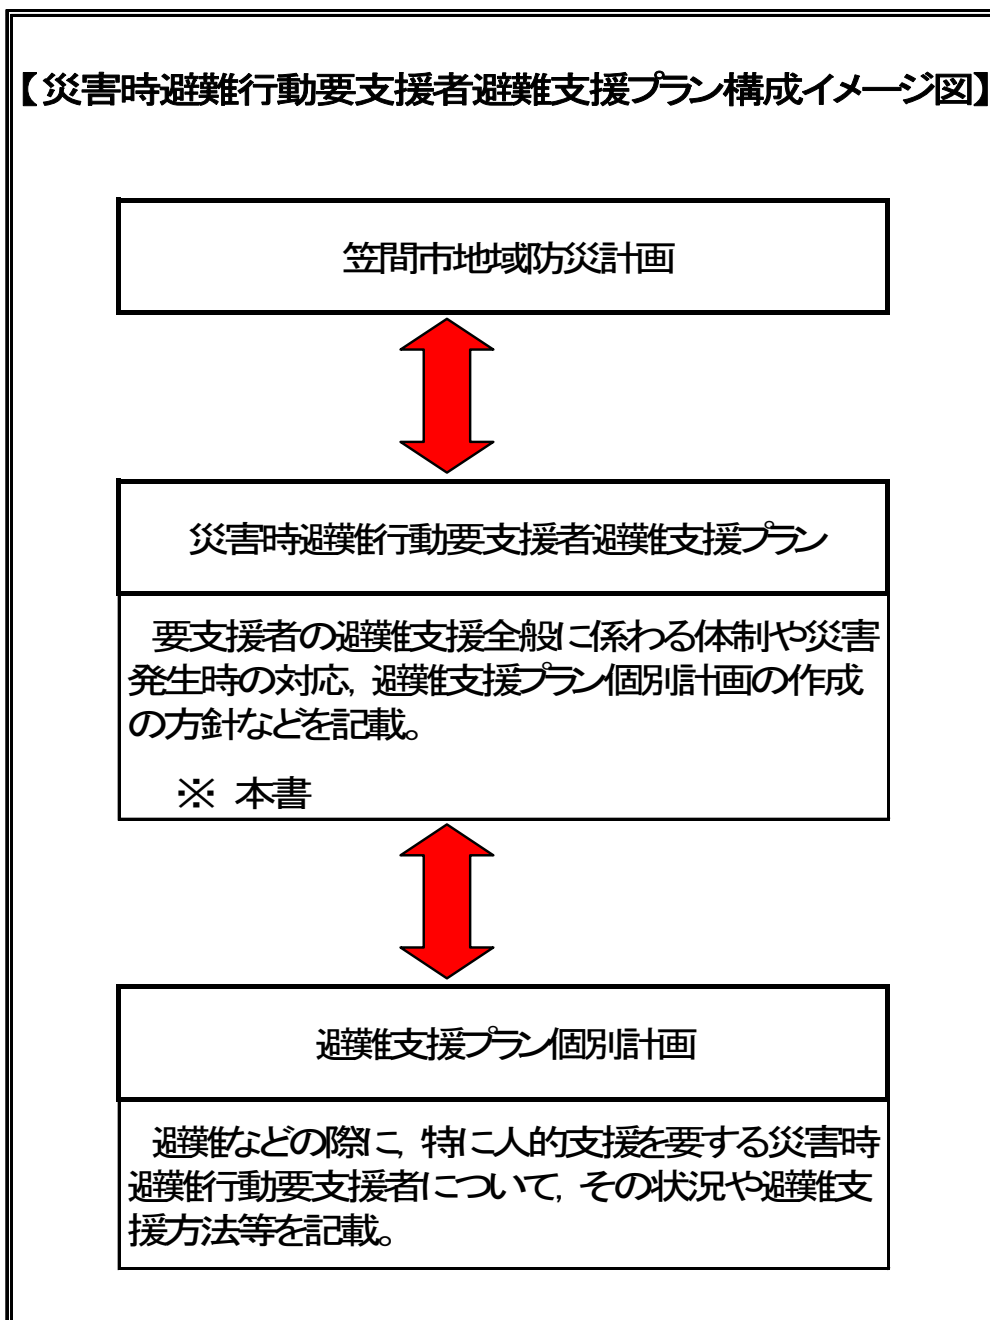 【災害時避難行動要支援者避難支援プラン構成イメージ図】
笠間市地域防災計画
災害時避難行動要支援者避難支援プラン
要支援者の避難支援全般に係わる体制や災害
発生時の対応，避難支援プラン個別計画の作成
の方針などを記載。
※ 本書
避難支援プラン個別計画
避難などの際に，特に人的支援を要する災害時
避難行動要支援者について，その状況や避難支
援方法等を記載。